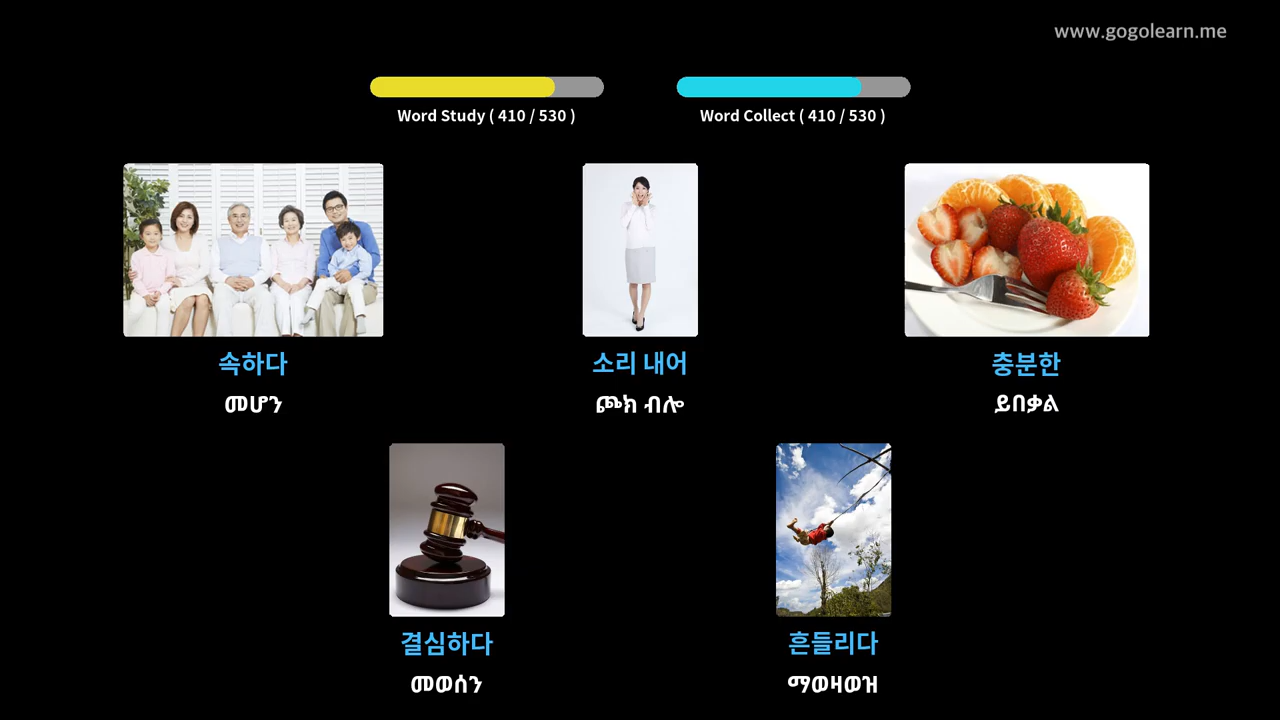 www.gogolearn.me
Word Study ( 410 / 530 )
Word Collect ( 410 / 530 )
속하다
መሆን
소리 내어
ጮክ ብሎ
충분한
ይበቃል
결심하다
መወሰን
흔들리다
ማወዛወዝ